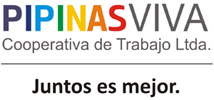 PIPINASVIVA
Cooperativa de Trabajo Ltda.
Juntos es mejor.